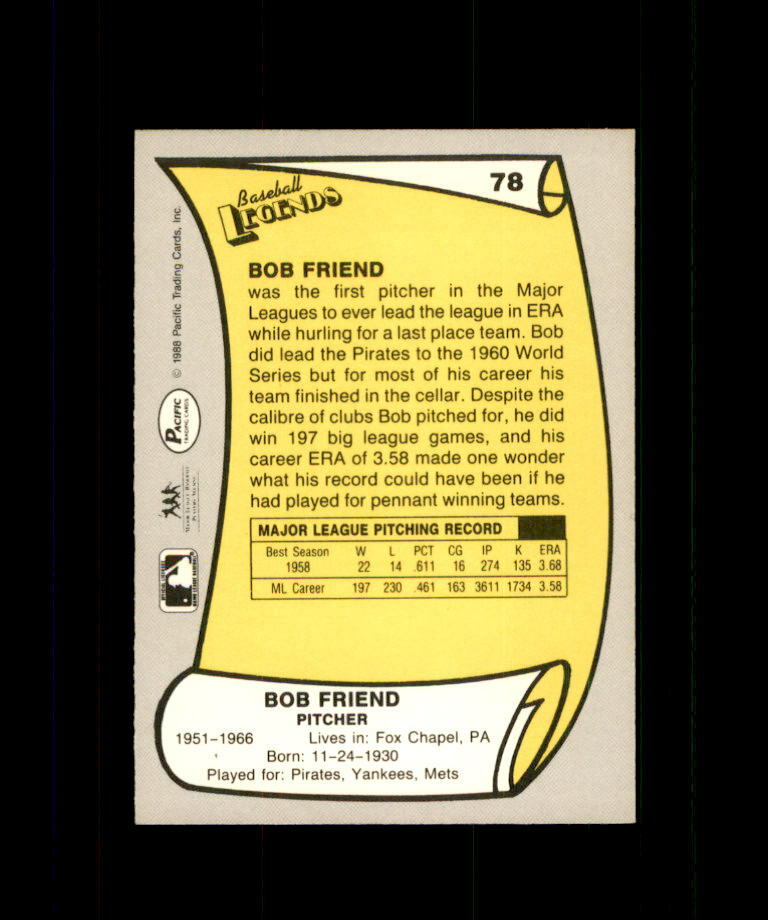 78
Baseball
LEGENDS
BOB FRIEND
was the first pitcher in the Major
Leagues to ever lead the league in ERA
while hurling for a last place team. Bob
did lead the Pirates to the 1960 World
Series but for most of his career his
team finished in the cellar. Despite the
calibre of clubs Bob pitched for, he did
win 197 big league games, and his
career ERA of 3.58 made one wonder
what his record could have been if he
had played for pennant winning teams.
MAJOR LEAGUE PITCHING RECORD
Best Season W L PCT CG IP K ERA
1958 22 14 .611 16 274 135 3.68
ML Career 197 230 .461 163 3611 1734 3.58
BOB FRIEND
PITCHER
1951-1966 Lives in: Fox Chapel, PA
Born: 11-24-1930
Played for: Pirates, Yankees, Mets
© 1988 Pacific Trading Cards, Inc.
PACIFIC
TRADING CARDS